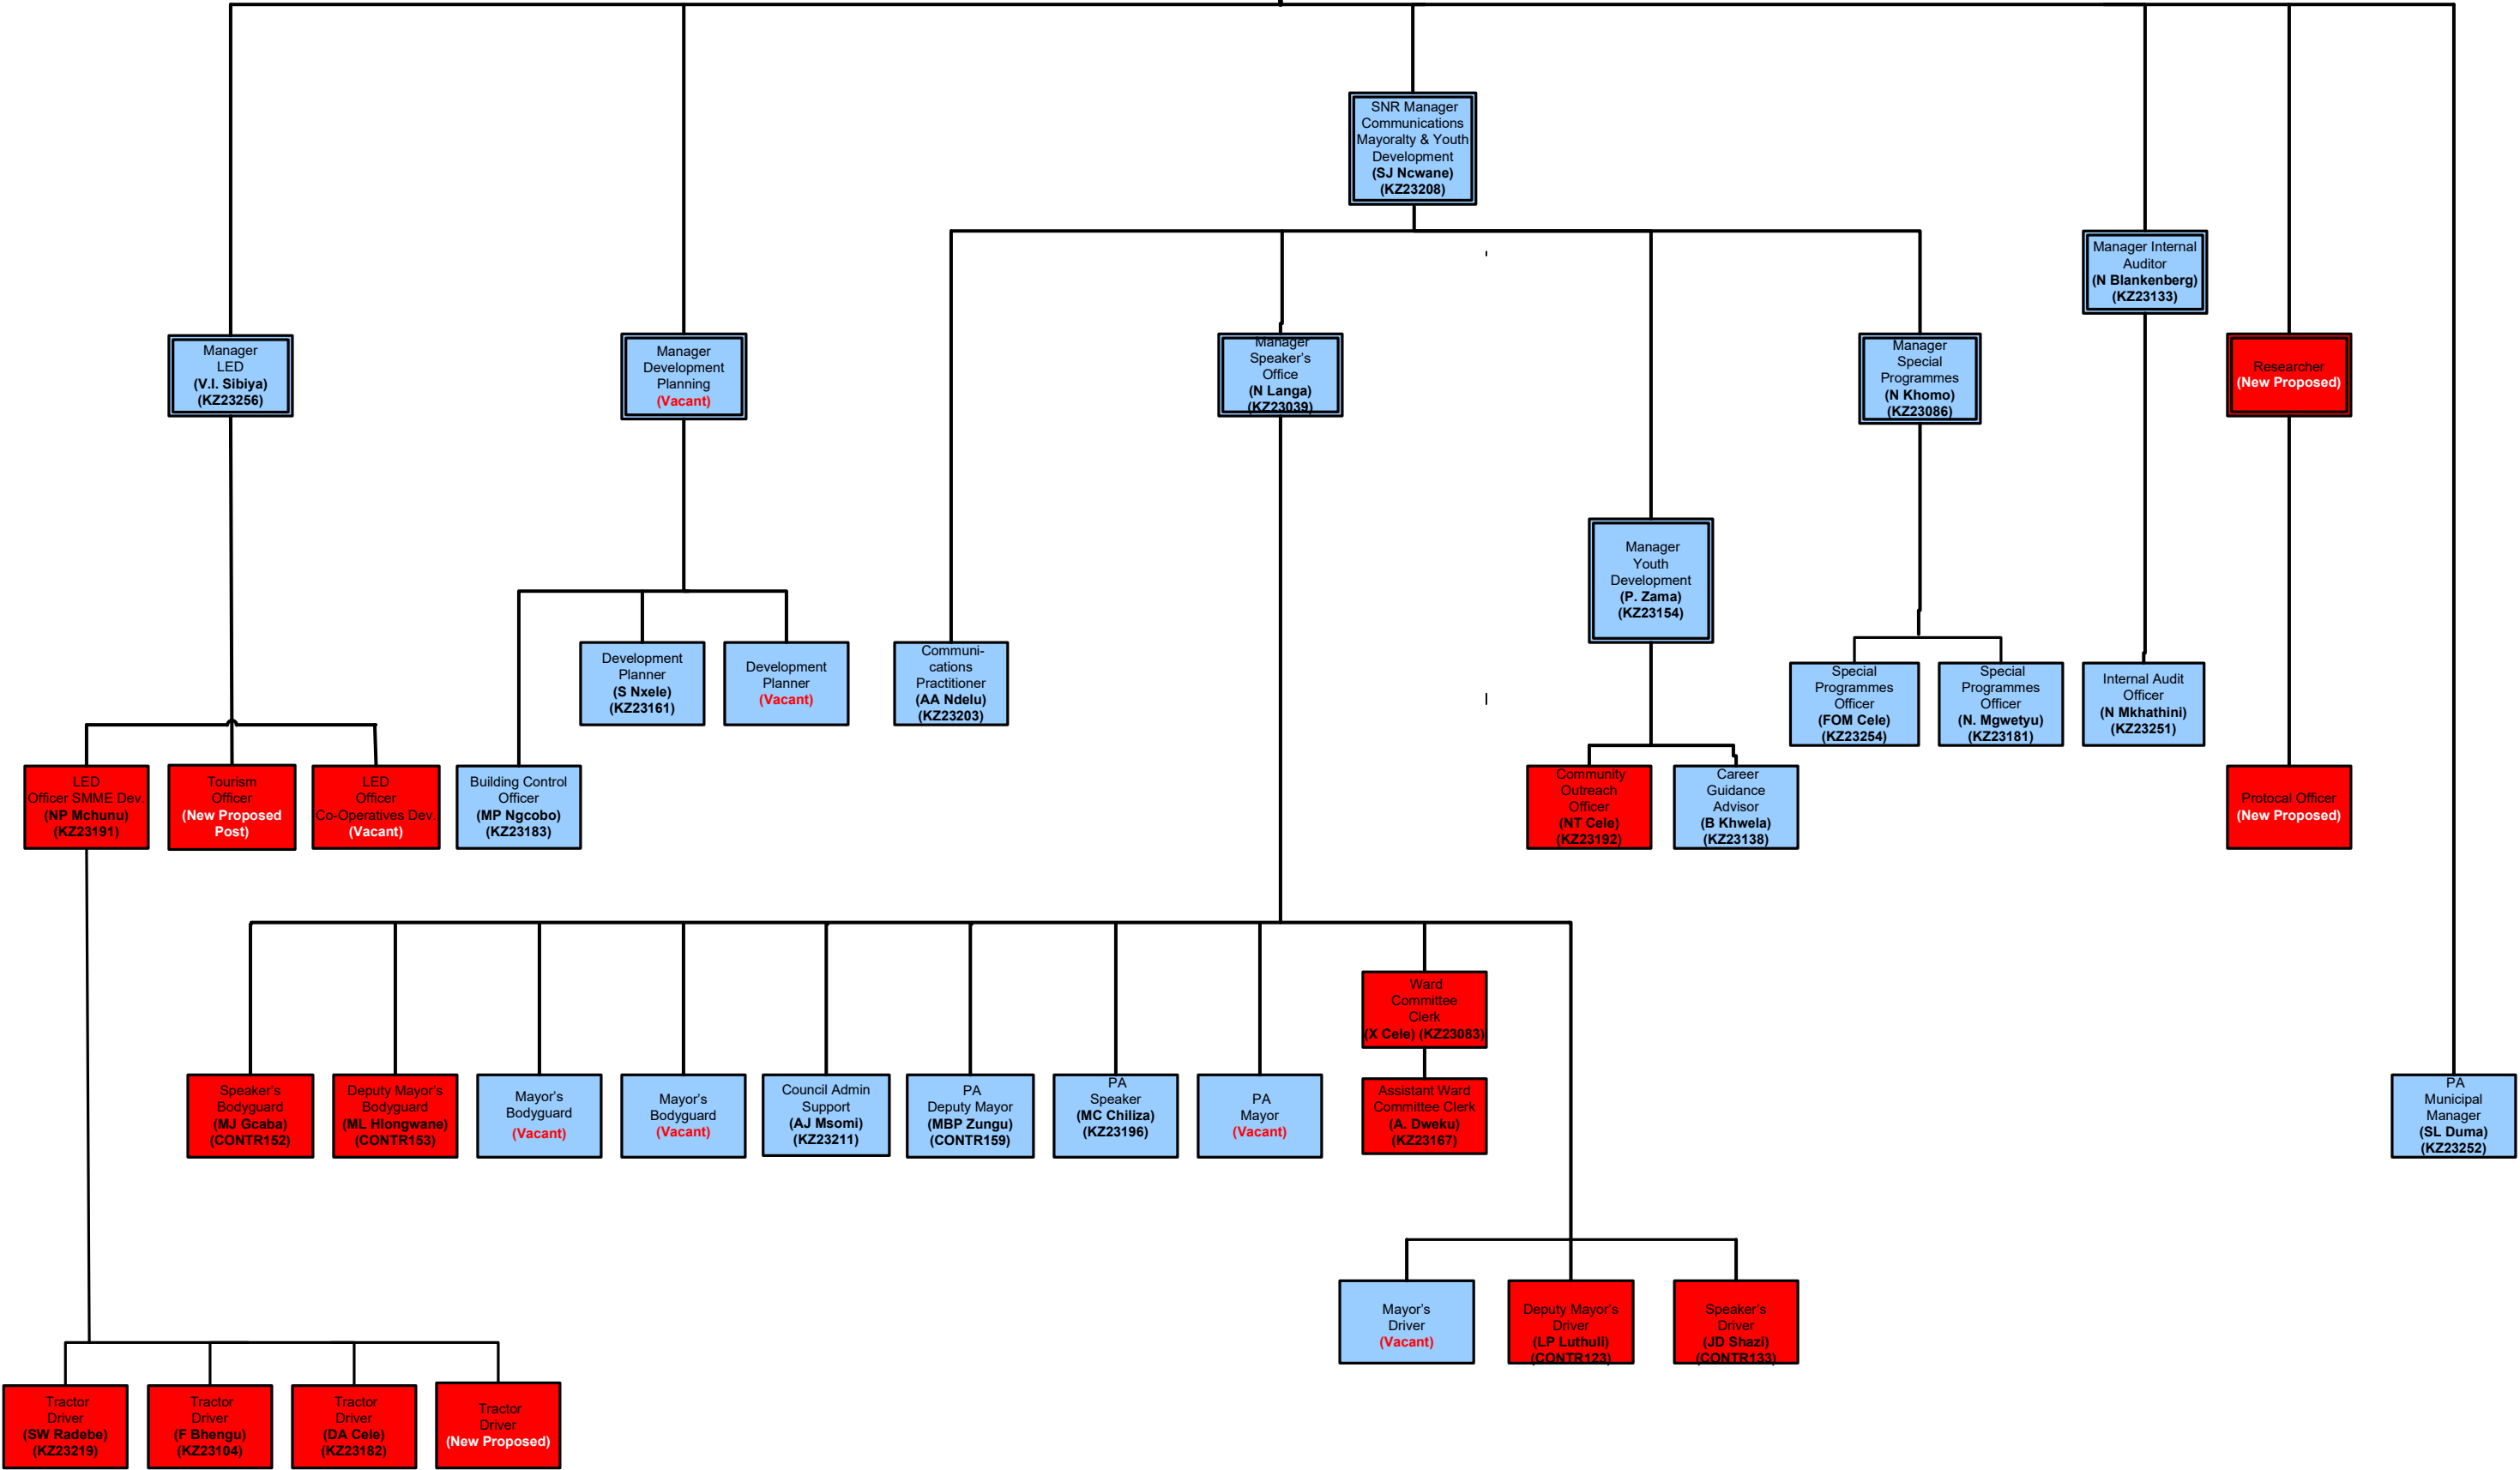 SNR Manager
Communications
Mayoralty & Youth
Development
(SJ Ncwane)
(KZ23208)
Manager Internal
Auditor
(N Blankenberg)
(KZ23133)
Manager
LED
(V.I. Sibiya)
(KZ23256)
Manager
Development
Planning
(Vacant)
Manager
Speaker's
Office
(N Langa)
(KZ23039)
Manager
Special
Programmes
(N Khomo)
(KZ23086)
Researcher
(New Proposed)
Manager
Youth
Development
(P. Zama)
(KZ23154)
Development
Planner
(S Nxele)
(KZ23161)
Development
Planner
(Vacant)
Communi-
cations
Practitioner
(AA Ndelu)
(KZ23203)
Special
Programmes
Officer
(FOM Cele)
(KZ23254)
Special
Programmes
Officer
(N. Mgwetyu)
(KZ23181)
Internal Audit
Officer
(N Mkhathini)
(KZ23251)
LED
Officer SMME Dev.
(NP Mchunu)
(KZ23191)
Tourism
Officer
(New Proposed
Post)
LED
Officer
Co-Operatives Dev.
(Vacant)
Building Control
Officer
(MP Ngcobo)
(KZ23183)
Community
Outreach
Officer
(NT Cele)
(KZ23192)
Career
Guidance
Advisor
(B Khwela)
(KZ23138)
Protocal Officer
(New Proposed)
Ward
Committee
Clerk
(X Cele) (KZ23083)
Speaker's
Bodyguard
(MJ Gcaba)
(CONTR152)
Deputy Mayor's
Bodyguard
(ML Hlongwane)
(CONTR153)
Mayor's
Bodyguard
(Vacant)
Mayor's
Bodyguard
(Vacant)
Council Admin
Support
(AJ Msomi)
(KZ23211)
PA
Deputy Mayor
(MBP Zungu)
(CONTR159)
PA
Speaker
(MC Chiliza)
(KZ23196)
PA
Mayor
(Vacant)
Assistant Ward
Committee Clerk
(A. Dweku)
(KZ23167)
PA
Municipal
Manager
(SL Duma)
(KZ23252)
Mayor's
Driver
(Vacant)
Deputy Mayor's
Driver
(LP Luthuli)
(CONTR123)
Speaker's
Driver
(JD Shazi)
(CONTR133)
Tractor
Driver
(SW Radebe)
(KZ23219)
Tractor
Driver
(F Bhengu)
(KZ23104)
Tractor
Driver
(DA Cele)
(KZ23182)
Tractor
Driver
(New Proposed)